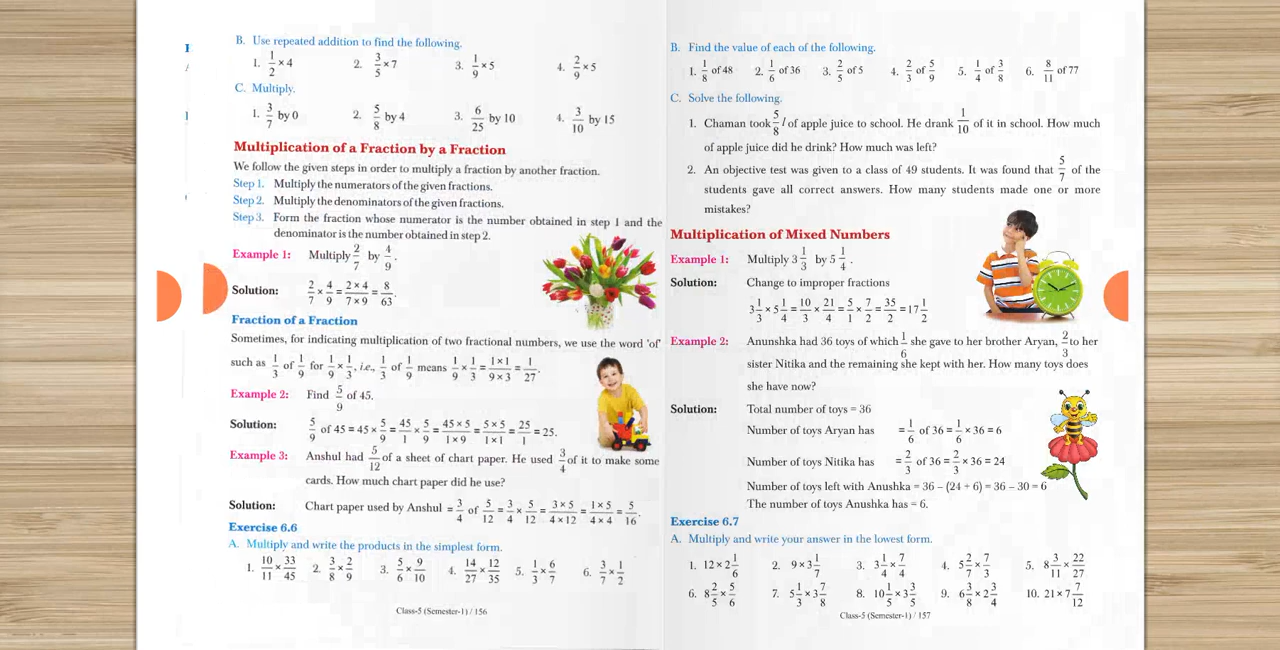 B. Use repeated addition to find the following.
1. 1/2 × 4 2. 3/5 × 7 3. 1/9 × 5 4. 2/9 × 5
C. Multiply.
1. 3/7 by 0 2. 5/8 by 4 3. 6/25 by 10 4. 3/10 by 15
Multiplication of a Fraction by a Fraction
We follow the given steps in order to multiply a fraction by another fraction.
Step 1. Multiply the numerators of the given fractions.
Step 2. Multiply the denominators of the given fractions.
Step 3. Form the fraction whose numerator is the number obtained in step 1 and the
denominator is the number obtained in step 2.
Example 1: Multiply 2/7 by 4/9.
Solution: 2/7 × 4/9 = 2×4/7×9 = 8/63.
Fraction of a Fraction
Sometimes, for indicating multiplication of two fractional numbers, we use the word 'of'
such as 1/3 of 1/9 for 1/9 × 1/3, i.e., 1/3 of 1/9 means 1/9 × 1/3 = 1×1/9×3 = 1/27.
Example 2: Find 5/9 of 45.
Solution: 5/9 of 45 = 45 × 5/9 = 45/1 × 5/9 = 45×5/1×9 = 5×5/1×1 = 25/1 = 25.
Example 3: Anshul had 5/12 of a sheet of chart paper. He used 3/4 of it to make some
cards. How much chart paper did he use?
Solution: Chart paper used by Anshul = 3/4 of 5/12 = 3/4 × 5/12 = 3×5/4×12 = 1×5/4×4 = 5/16.
Exercise 6.6
A. Multiply and write the products in the simplest form.
1. 10/11 × 33/45 2. 3/8 × 2/9 3. 5/6 × 9/10 4. 14/27 × 12/35 5. 1/3 × 6/7 6. 3/7 × 1/2
Class-5 (Semester-1) / 156
B. Find the value of each of the following.
1. 1/8 of 48 2. 1/6 of 36 3. 2/5 of 5 4. 2/3 of 5/9 5. 1/4 of 3/8 6. 8/11 of 77
C. Solve the following.
1. Chaman took 5/8 l of apple juice to school. He drank 1/10 of it in school. How much
of apple juice did he drink? How much was left?
2. An objective test was given to a class of 49 students. It was found that 5/7 of the
students gave all correct answers. How many students made one or more
mistakes?
Multiplication of Mixed Numbers
Example 1: Multiply 3 1/3 by 5 1/4.
Solution: Change to improper fractions
3 1/3 × 5 1/4 = 10/3 × 21/4 = 5/1 × 7/2 = 35/2 = 17 1/2
Example 2: Anunshka had 36 toys of which 1/6 she gave to her brother Aryan, 2/3 to her
sister Nitika and the remaining she kept with her. How many toys does
she have now?
Solution: Total number of toys = 36
Number of toys Aryan has = 1/6 of 36 = 1/6 × 36 = 6
Number of toys Nitika has = 2/3 of 36 = 2/3 × 36 = 24
Number of toys left with Anushka = 36 – (24 + 6) = 36 – 30 = 6
The number of toys Anushka has = 6.
Exercise 6.7
A. Multiply and write your answer in the lowest form.
1. 12 × 2 1/6 2. 9 × 3 1/7 3. 3 1/4 × 7/4 4. 5 2/7 × 7/3 5. 8 3/11 × 22/27
6. 8 2/5 × 5/6 7. 5 1/3 × 3 7/8 8. 10 1/5 × 3 3/5 9. 6 3/8 × 2 3/4 10. 21 × 7 7/12
Class-5 (Semester-1) / 157